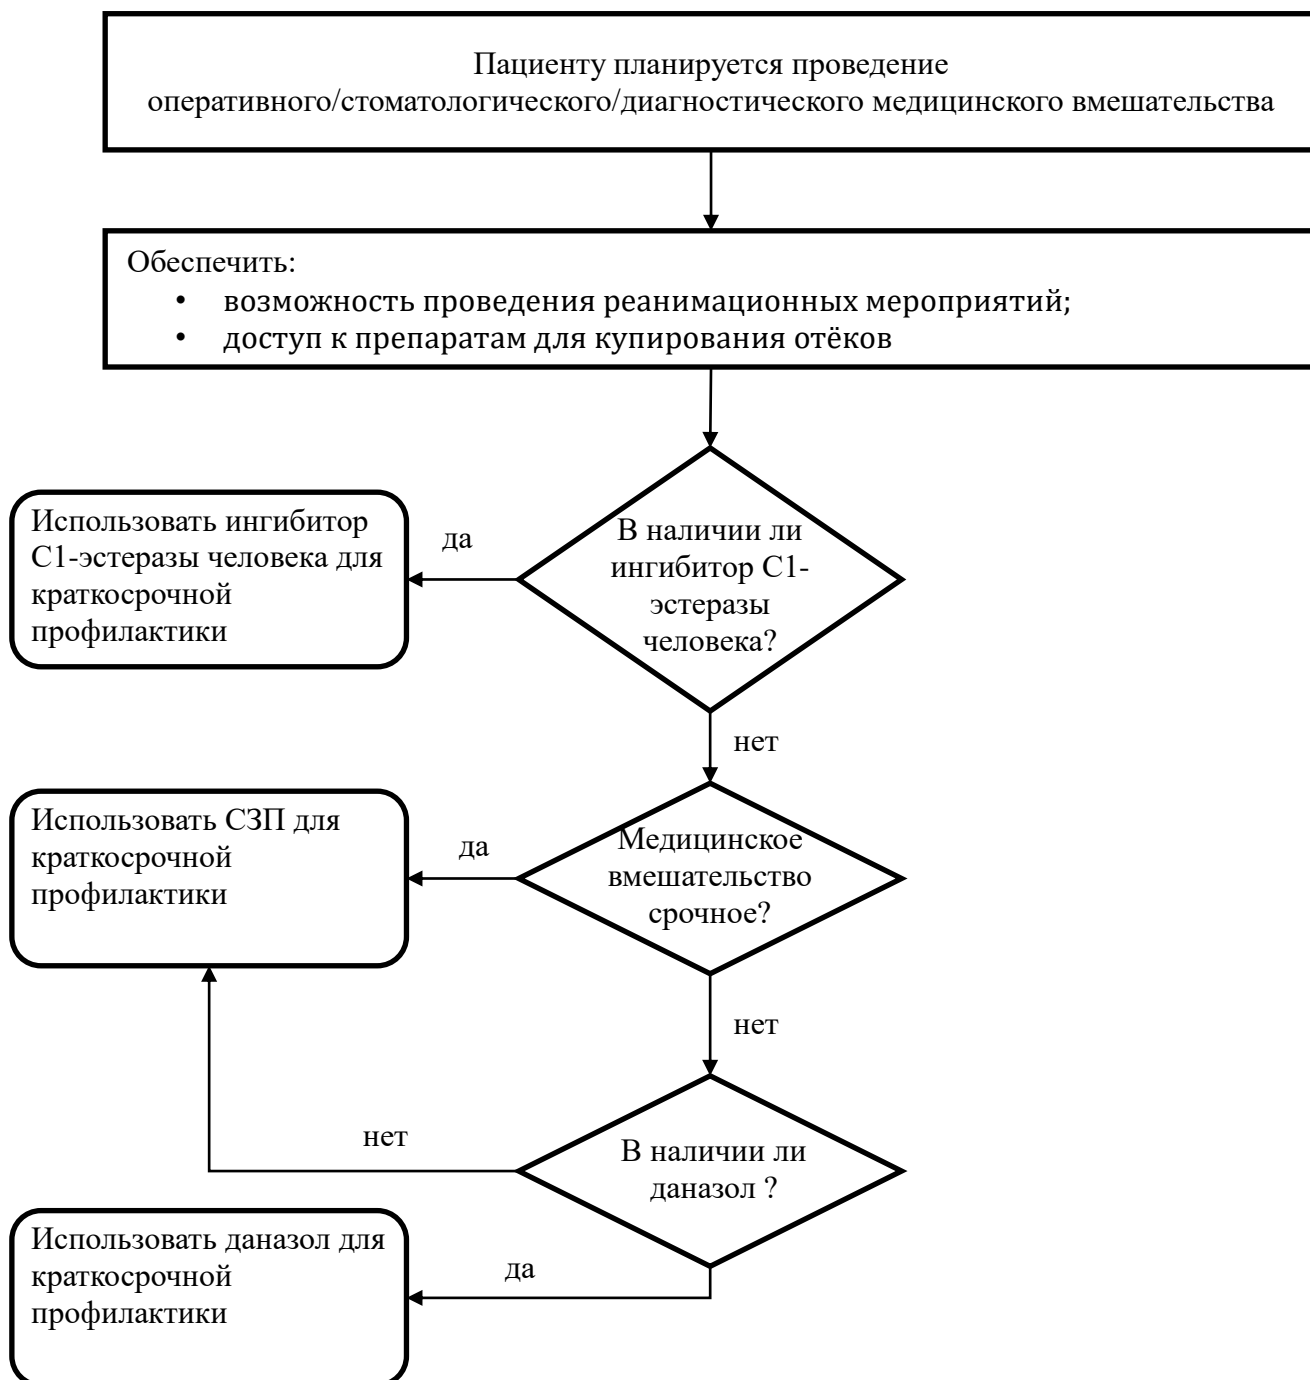 Пациенту планируется проведение
оперативного/стоматологического/диагностического медицинского вмешательства
Обеспечить:
• возможность проведения реанимационных мероприятий;
• доступ к препаратам для купирования отёков
В наличии ли
ингибитор С1-
эстеразы
человека?
да
Использовать ингибитор
С1-эстеразы человека для
краткосрочной
профилактики
нет
Медицинское
вмешательство
срочное?
да
Использовать СЗП для
краткосрочной
профилактики
нет
В наличии ли
даназол ?
нет
да
Использовать даназол для
краткосрочной
профилактики